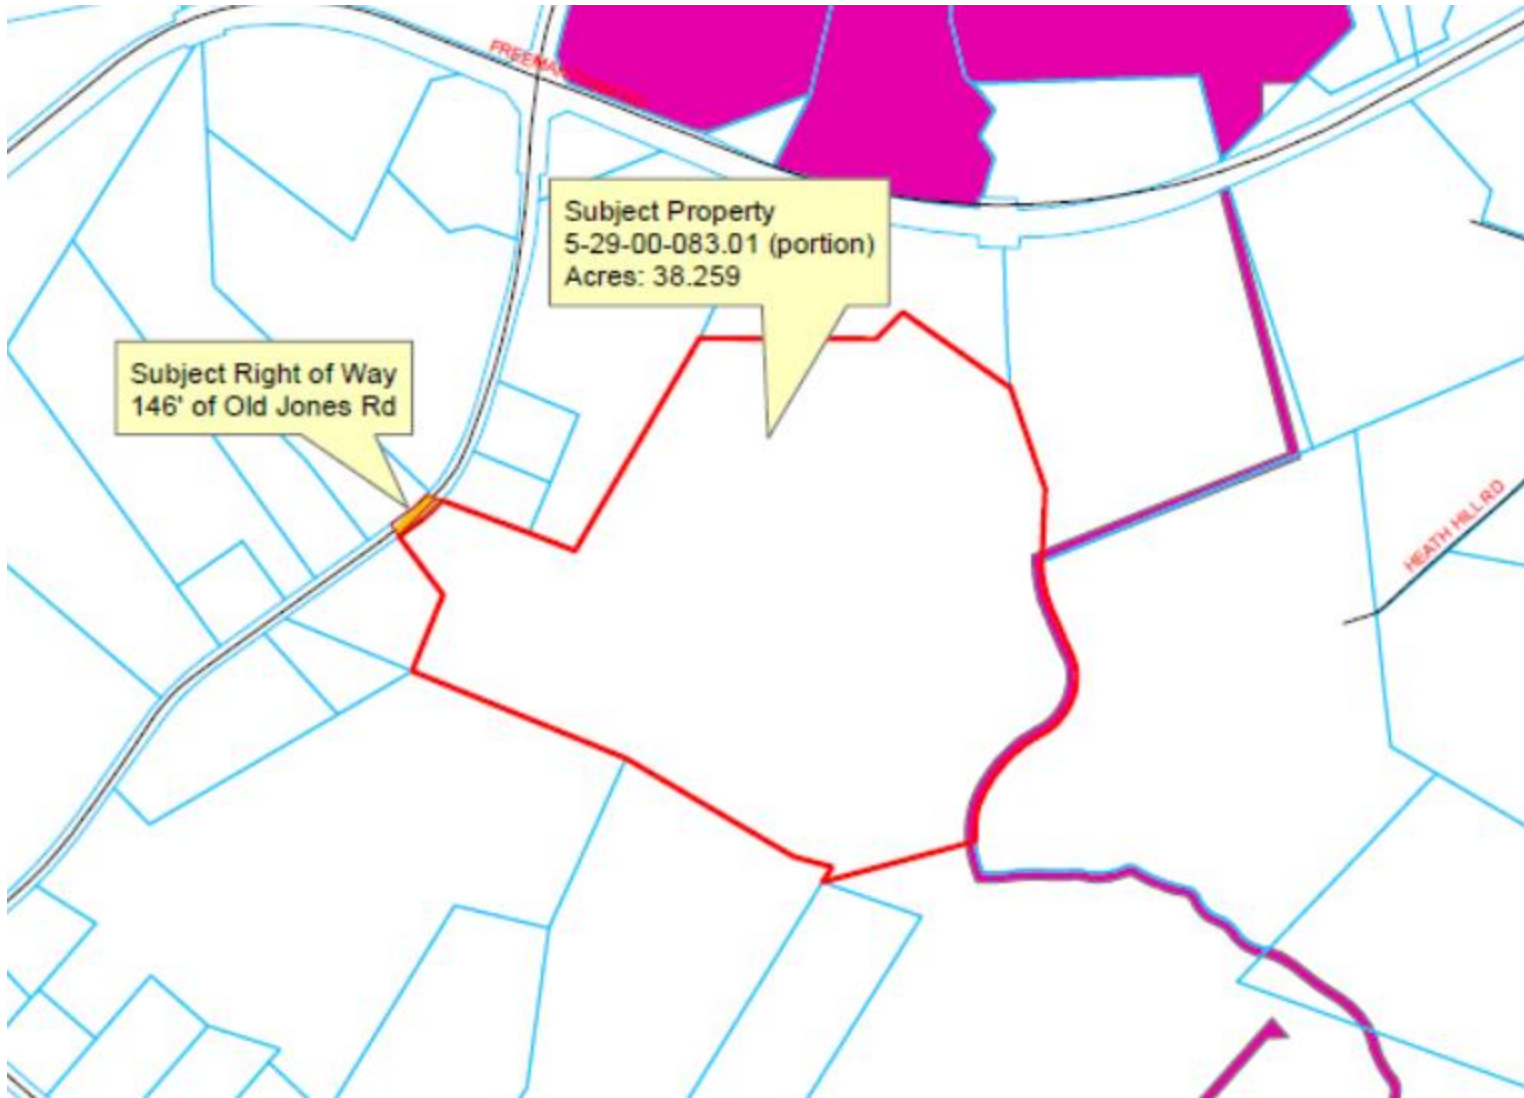 FREEMA
Subject Property
5-29-00-083.01 (portion)
Acres: 38.259
Subject Right of Way
146' of Old Jones Rd
HEATH HILL RD